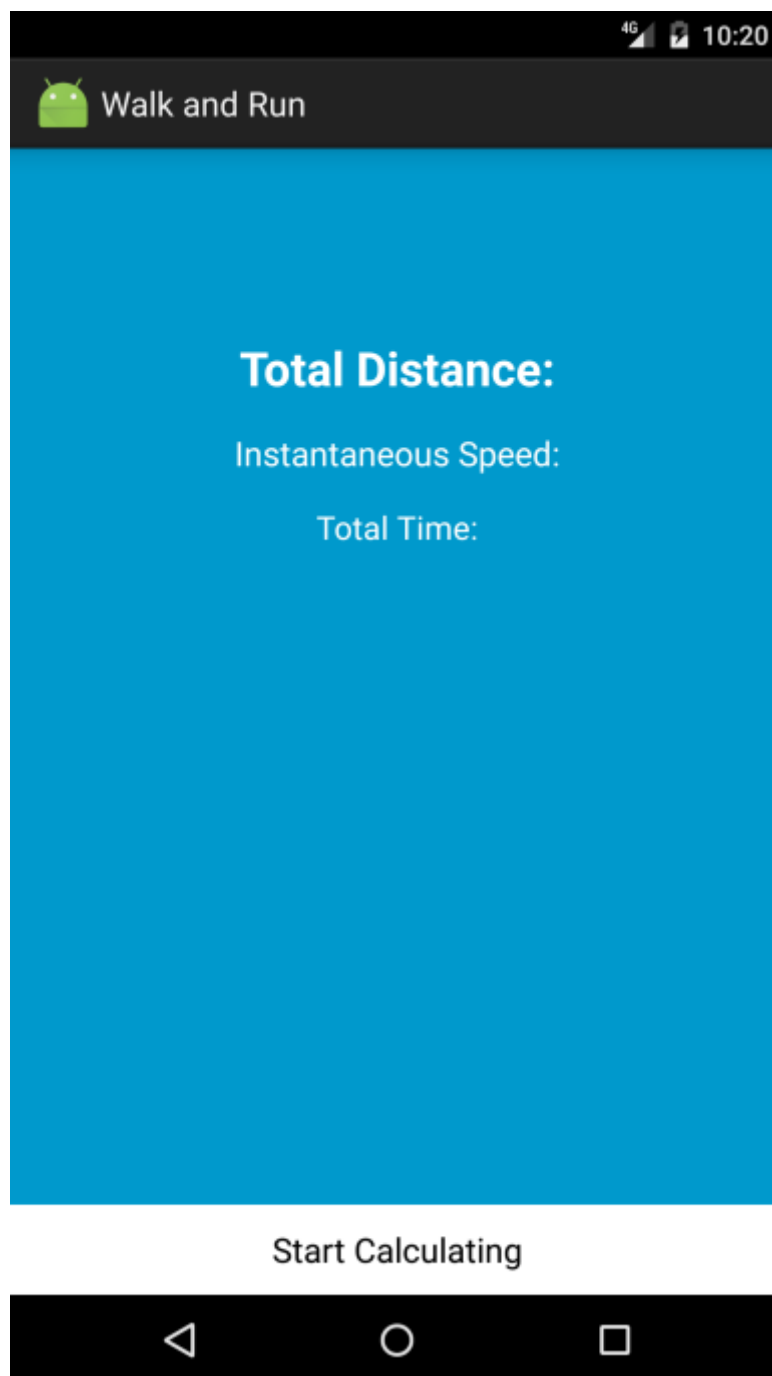 4G 10:20
Walk and Run
Total Distance:
Instantaneous Speed:
Total Time:
Start Calculating